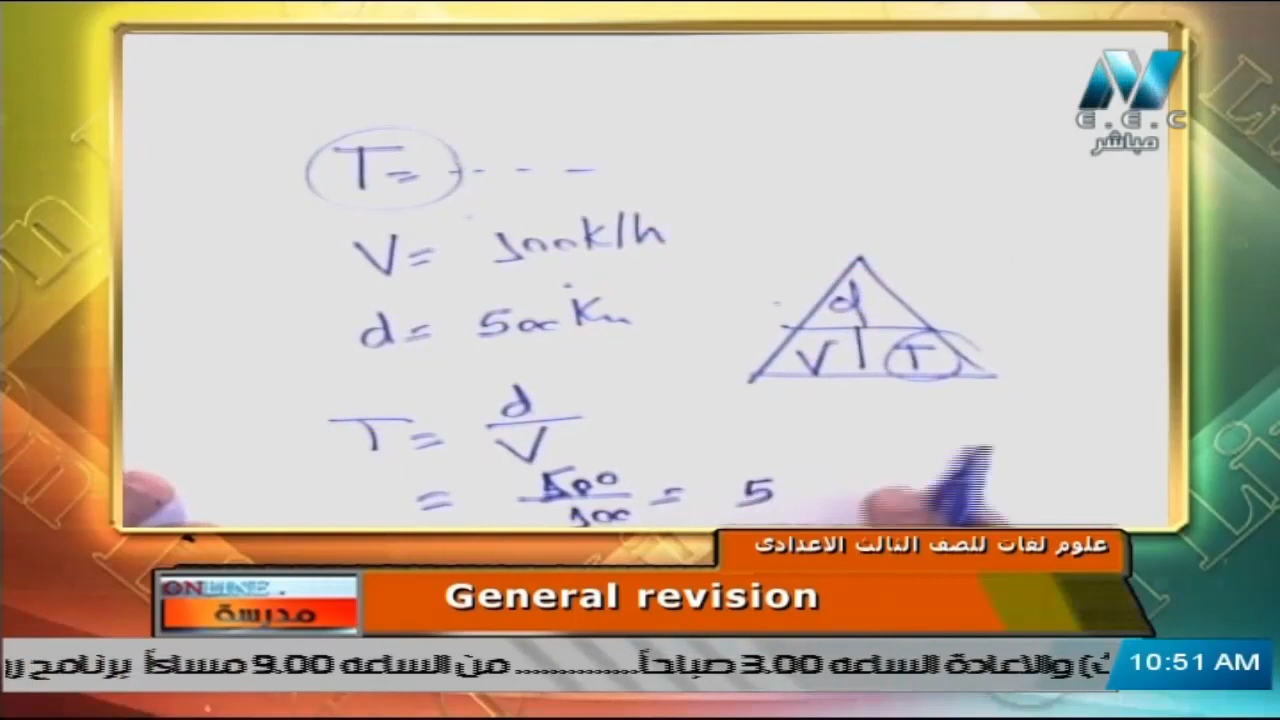 E.E.C
مباشر
T = - - - -
V = 100 k/h
d = 500 Km
d
V T
T = d/V
= 500/100 = 5
علوم لغات للصف الثالث الاعدادى
ONLINE.
مدرسة
General revision
والاعادة الساعه 3.00 صباحاً.............. من الساعه 9.00 مساءاً برنامج
10:51 AM